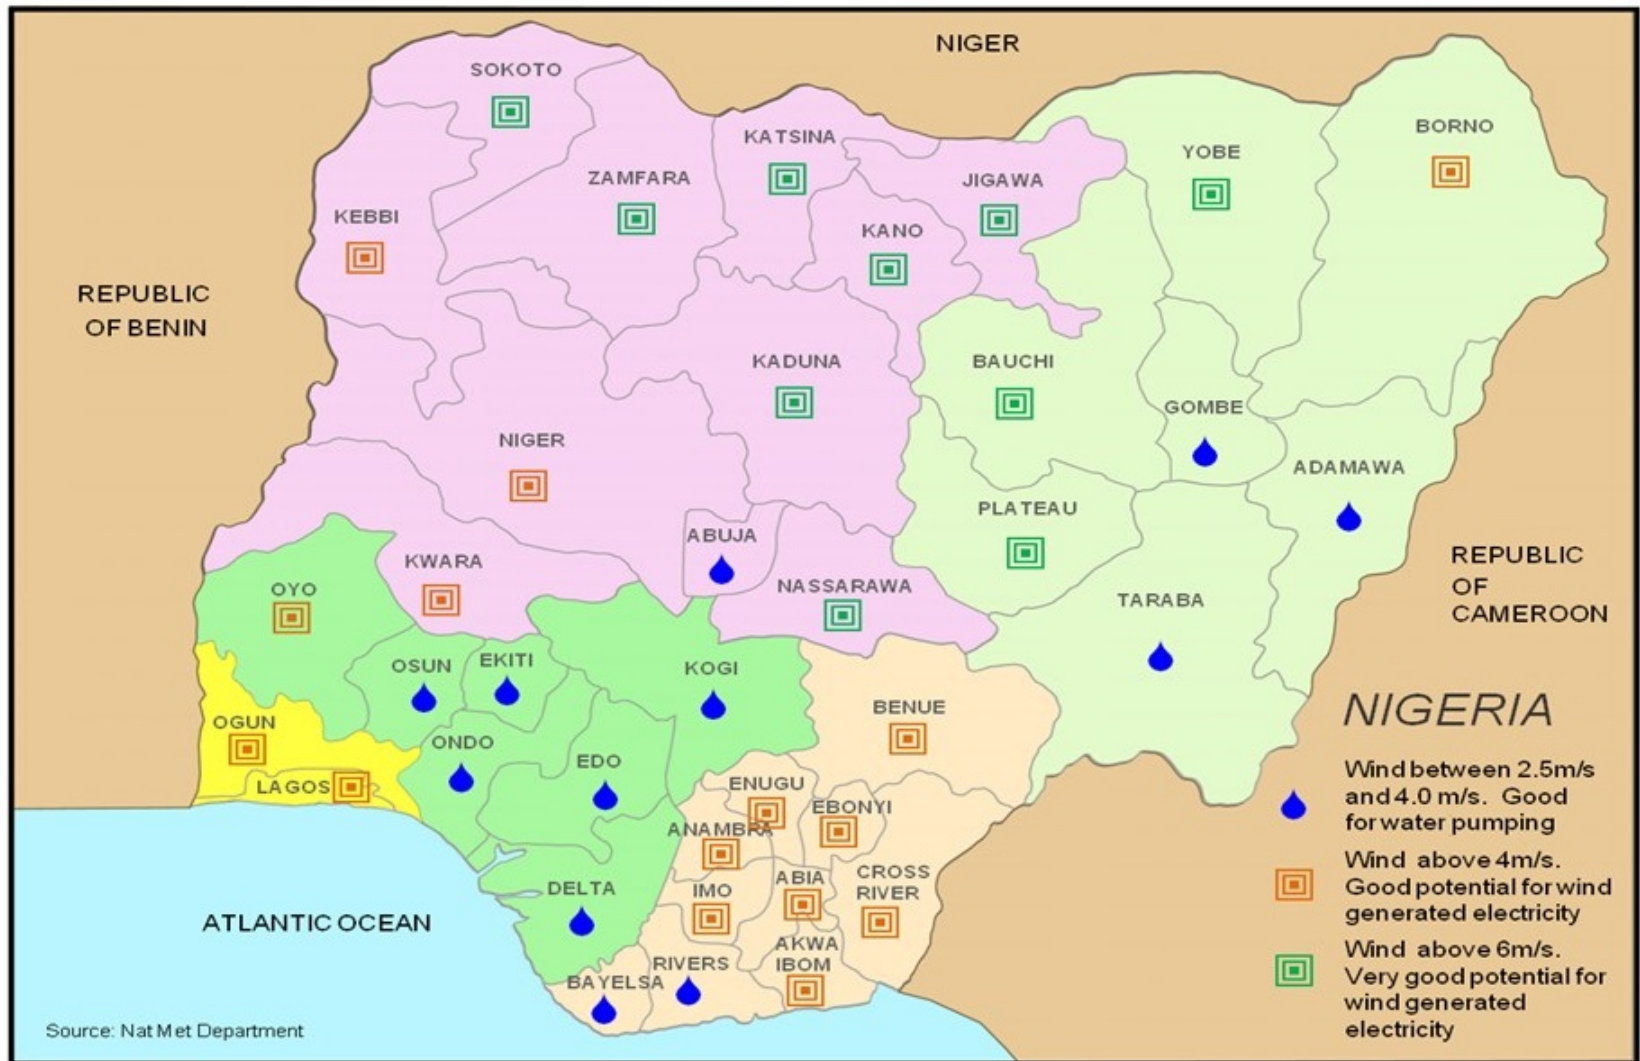 NIGER
SOKOTO
BORNO
KATSINA
YOBE
ZAMFARA
JIGAWA
KEBBI
KANO
REPUBLIC
OF BENIN
KADUNA
BAUCHI
GOMBE
NIGER
ADAMAWA
PLATEAU
ABUJA
REPUBLIC
OF
CAMEROON
KWARA
NASSARAWA
OYO
TARABA
OSUN
EKITI
KOGI
BENUE
OGUN
ONDO
EDO
LAGOS
ENUGU
EBONYI
ANAMBRA
ABIA
CROSS
RIVER
IMO
DELTA
ATLANTIC OCEAN
AKWA
IBOM
RIVERS
BAYELSA
NIGERIA
Wind between 2.5m/s
and 4.0 m/s. Good
for water pumping
Wind above 4m/s.
Good potential for wind
generated electricity
Wind above 6m/s.
Very good potential for
wind generated
electricity
Source: Nat Met Department